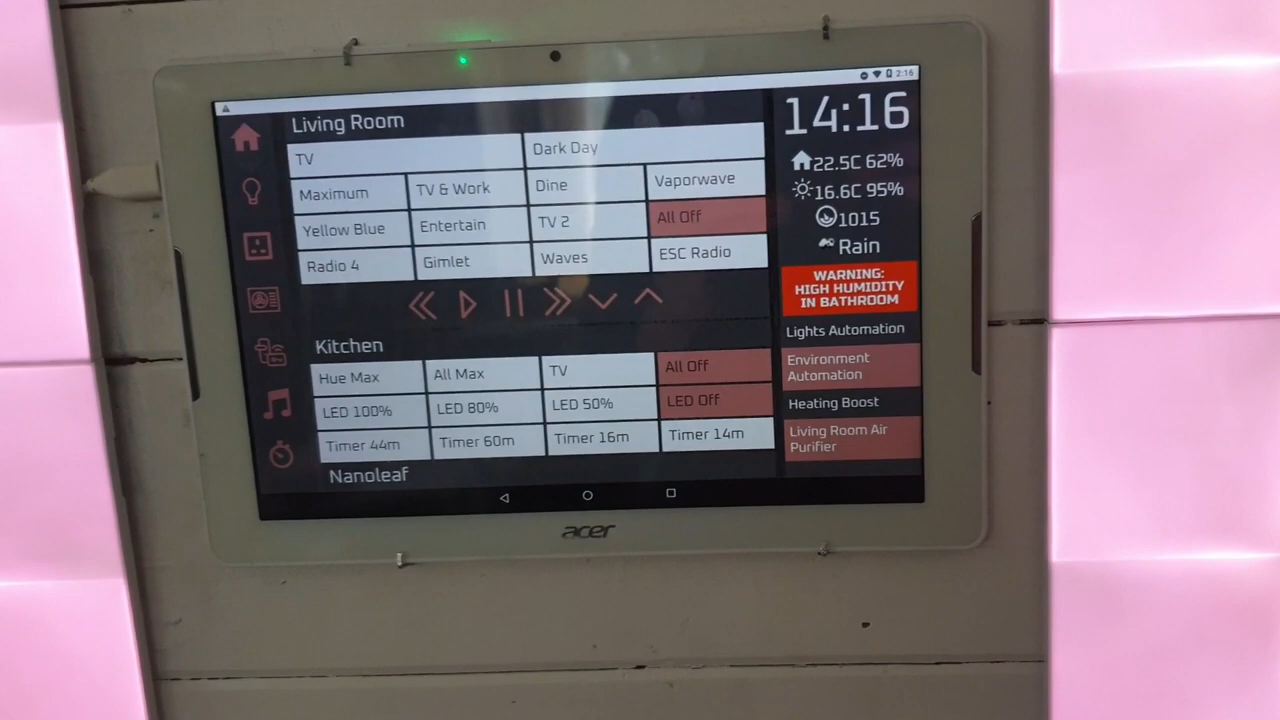 2:16
Living Room
TV
Dark Day
Maximum
TV & Work
Dine
Vaporwave
Yellow Blue
Entertain
TV 2
All Off
Radio 4
Gimlet
Waves
ESC Radio
Kitchen
Hue Max
All Max
TV
All Off
LED 100%
LED 80%
LED 50%
LED Off
Timer 44m
Timer 60m
Timer 16m
Timer 14m
Nanoleaf
14:16
22.5C 62%
16.6C 95%
1015
Rain
WARNING:
HIGH HUMIDITY
IN BATHROOM
Lights Automation
Environment
Automation
Heating Boost
Living Room Air
Purifier
acer